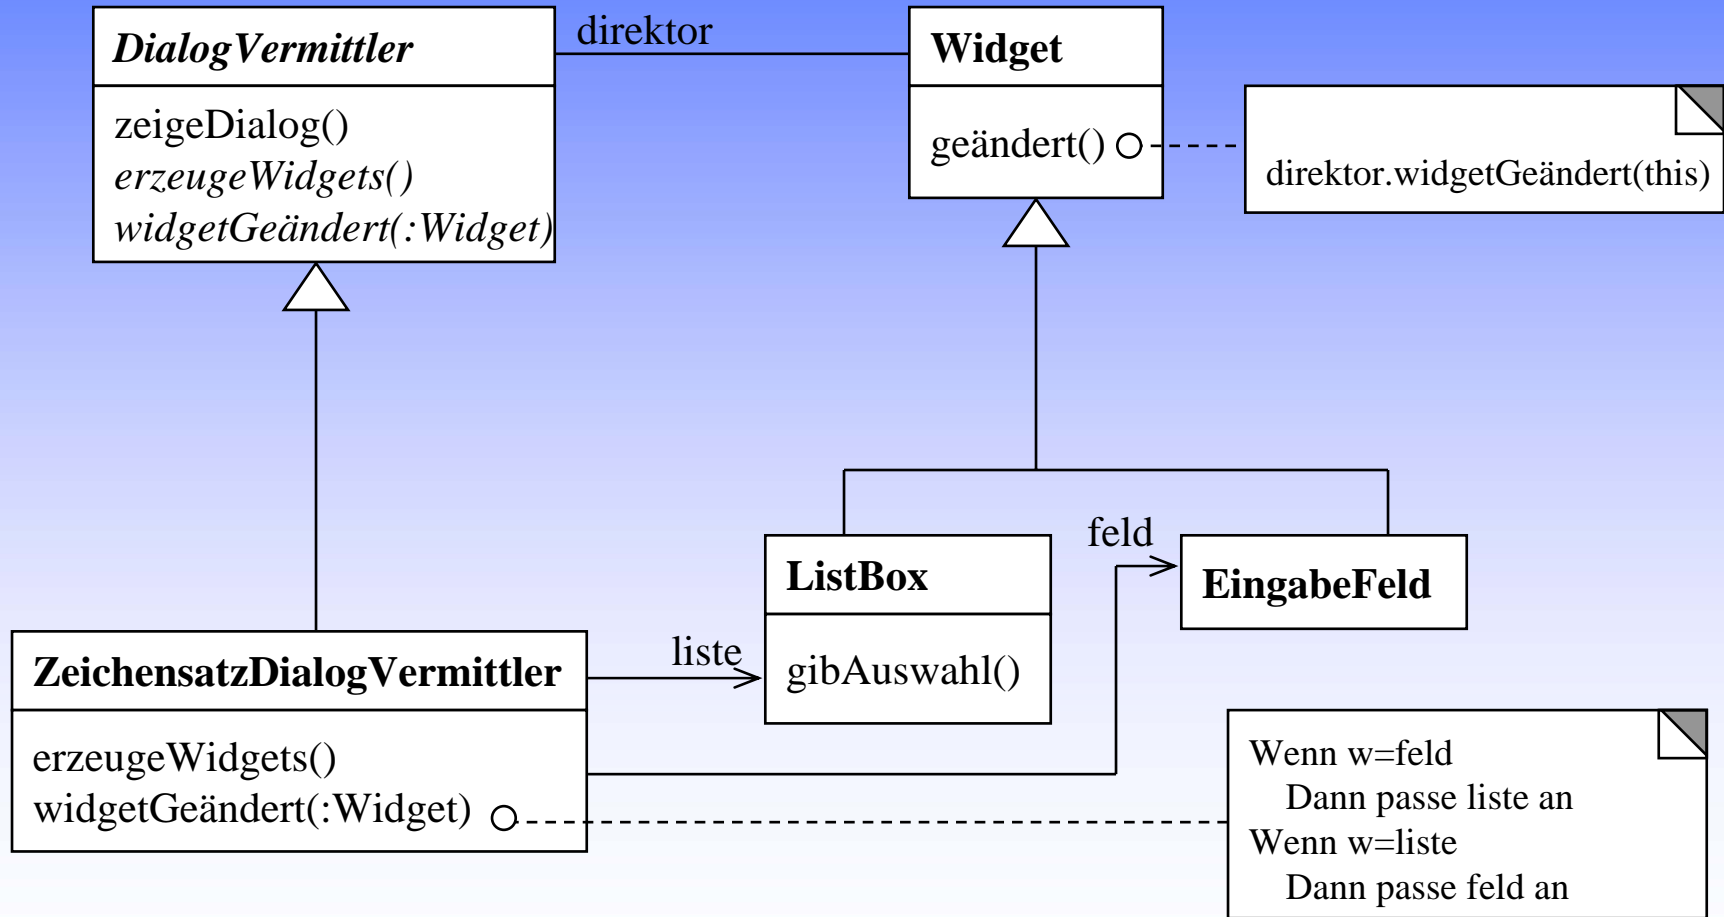 DialogVermittler
zeigeDialog()
erzeugeWidgets()
widgetGeändert(:Widget)
direktor
Widget
geändert()
direktor.widgetGeändert(this)
ZeichensatzDialogVermittler
erzeugeWidgets()
widgetGeändert(:Widget)
liste
ListBox
gibAuswahl()
feld
EingabeFeld
Wenn w=feld
Dann passe liste an
Wenn w=liste
Dann passe feld an